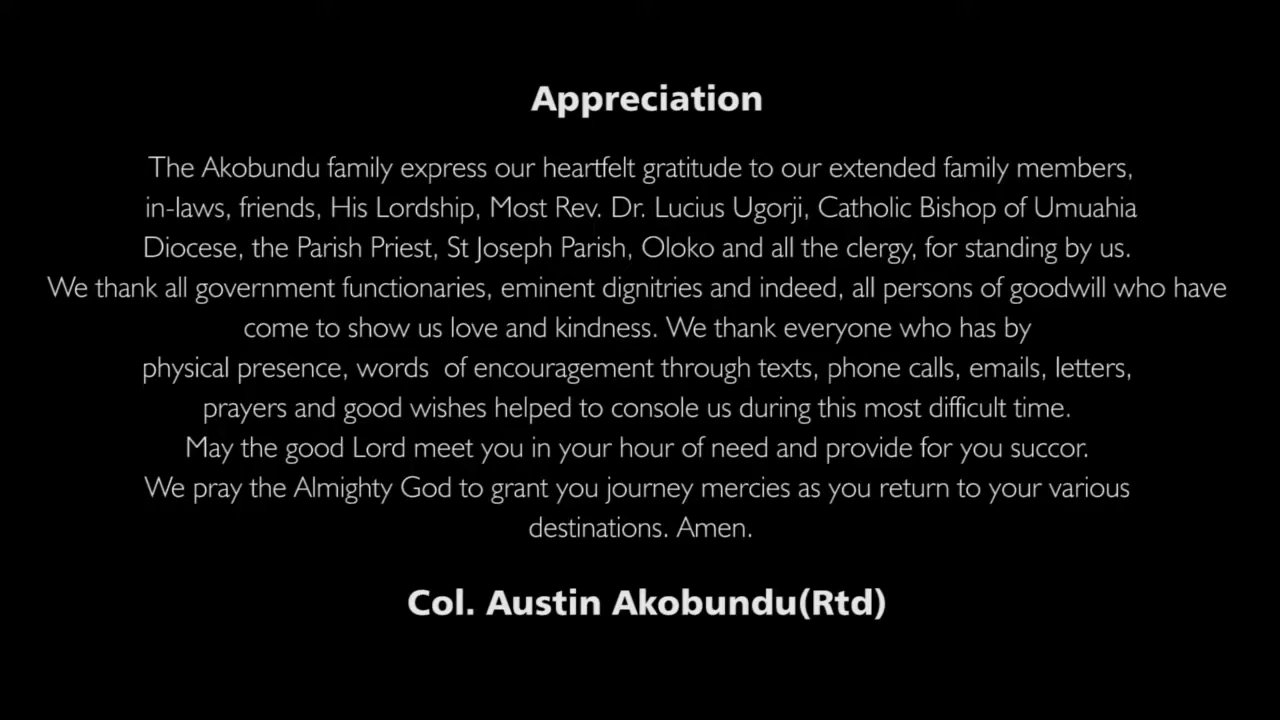 Appreciation
The Akobundu family express our heartfelt gratitude to our extended family members,
in-laws, friends, His Lordship, Most Rev. Dr. Lucius Ugorji, Catholic Bishop of Umuahia
Diocese, the Parish Priest, St Joseph Parish, Oloko and all the clergy, for standing by us.
We thank all government functionaries, eminent dignitries and indeed, all persons of goodwill who have
come to show us love and kindness. We thank everyone who has by
physical presence, words  of encouragement through texts, phone calls, emails, letters,
prayers and good wishes helped to console us during this most difficult time.
May the good Lord meet you in your hour of need and provide for you succor.
We pray the Almighty God to grant you journey mercies as you return to your various
destinations. Amen.
Col. Austin Akobundu(Rtd)